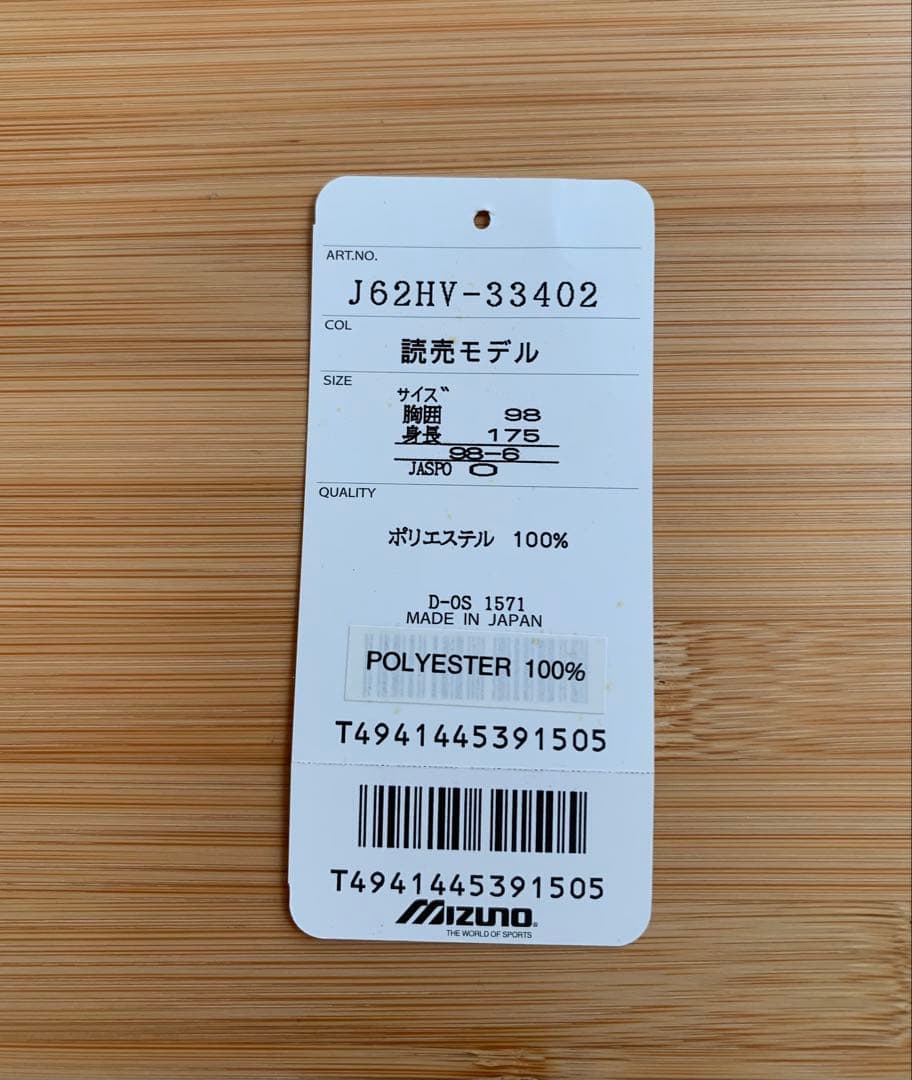 ART.NO.
J62HV-33402
COL
読売モデル
SIZE
サイズ
胸囲 98
身長 175
98-6
JASPO O
QUALITY
ポリエステル 100%
D-OS 1571
MADE IN JAPAN
POLYESTER 100%
T4941445391505
T4941445391505
MIZUNO®
THE WORLD OF SPORTS